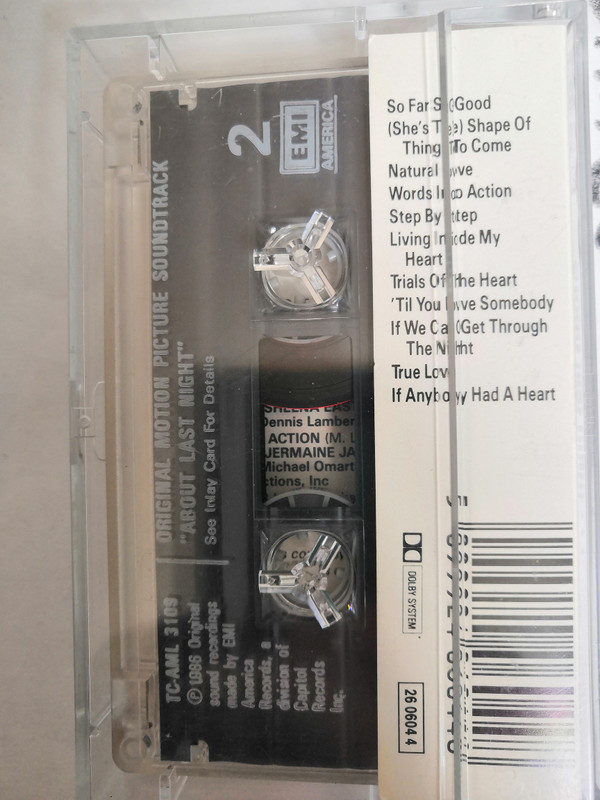 So Far So Good
(She's The) Shape Of
Things To Come
Natural Love
Words Into Action
Step By Step
Living Inside My
Heart
Trials Of The Heart
'Til You Love Somebody
If We Can Get Through
The Night
True Love
If Anybody Had A Heart
DOLBY SYSTEM
26 0604 4
2
EMI
AMERICA
ORIGINAL MOTION PICTURE SOUNDTRACK
"ABOUT LAST NIGHT"
See Inlay Card For Details
TC-AML 3109
℗ 1986 Original
sound recordings
made by EMI
America
Records, a
division of
Capitol
Records
Inc.
SHEENA EAS
Dennis Lamber
ACTION (M. L
JERMAINE JA
Michael Omart
ctions, Inc